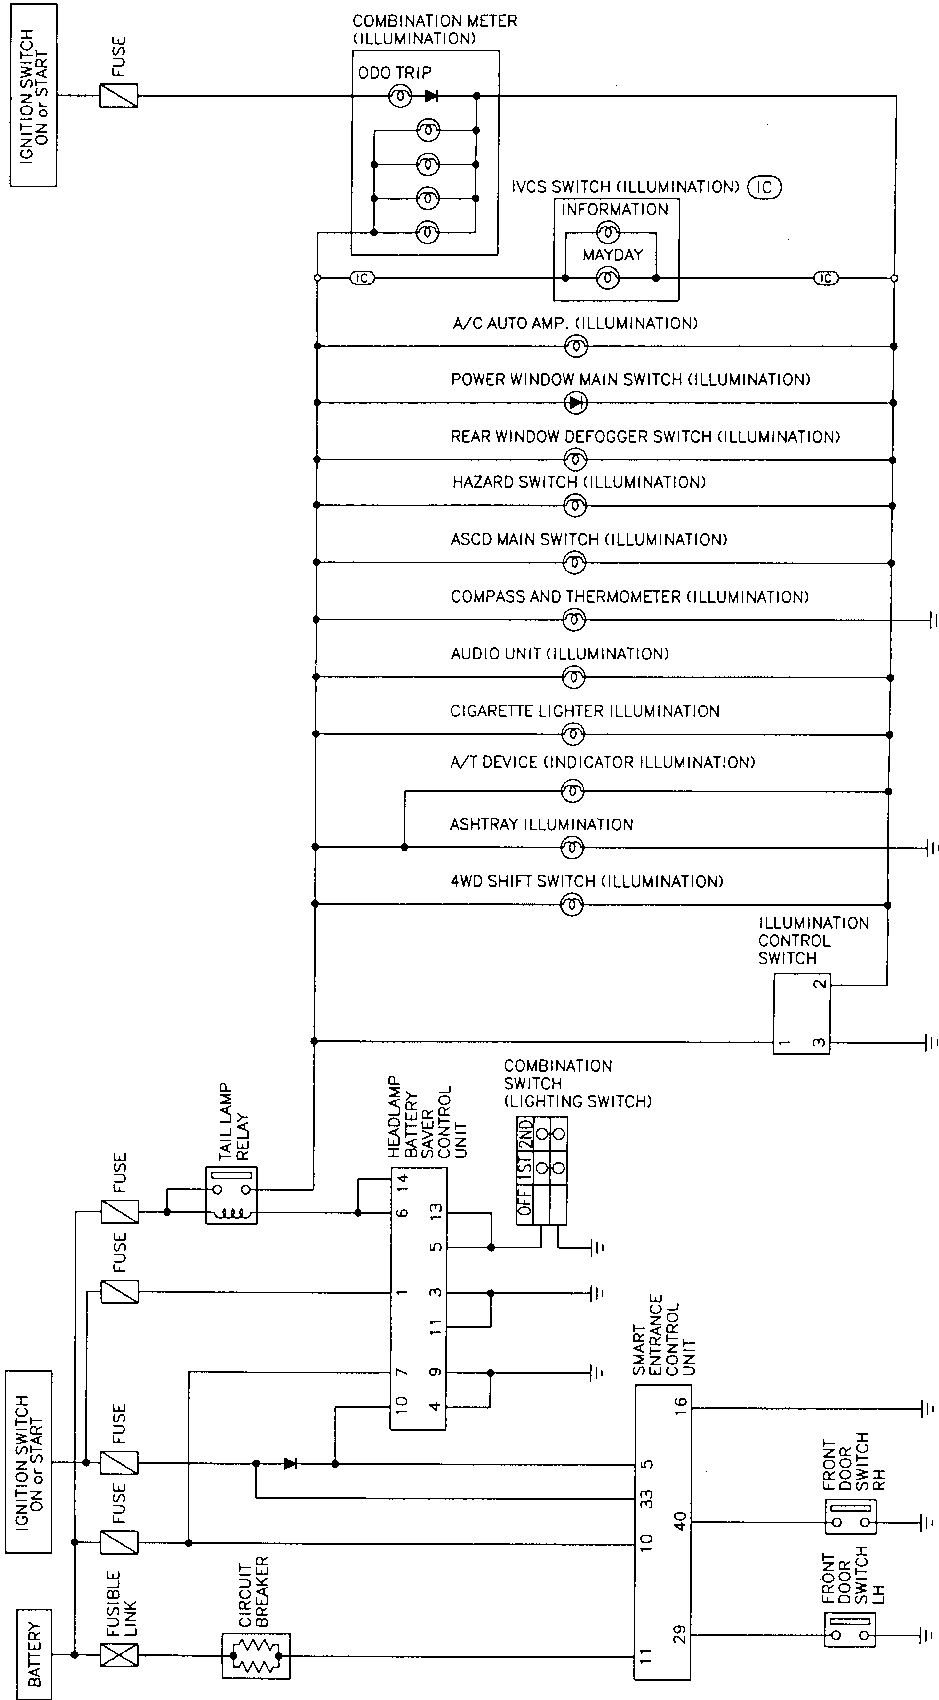 COMBINATION METER
(ILLUMINATION)
IGNITION SWITCH
ON or START
FUSE
ODO TRIP
IVCS SWITCH (ILLUMINATION) IC
INFORMATION
MAYDAY
IC
IC
A/C AUTO AMP. (ILLUMINATION)
POWER WINDOW MAIN SWITCH (ILLUMINATION)
REAR WINDOW DEFOGGER SWITCH (ILLUMINATION)
HAZARD SWITCH (ILLUMINATION)
ASCD MAIN SWITCH (ILLUMINATION)
COMPASS AND THERMOMETER (ILLUMINATION)
AUDIO UNIT (ILLUMINATION)
CIGARETTE LIGHTER ILLUMINATION
A/T DEVICE (INDICATOR ILLUMINATION)
ASHTRAY ILLUMINATION
4WD SHIFT SWITCH (ILLUMINATION)
ILLUMINATION
CONTROL
SWITCH
2
1
3
COMBINATION
SWITCH
(LIGHTING SWITCH)
OFF 1ST 2ND
TAIL LAMP
RELAY
HEADLAMP
BATTERY
SAVER
CONTROL
UNIT
14
6
13
5
1
3
11
7
9
10
4
FUSE
FUSE
IGNITION SWITCH
ON or START
FUSE
FUSE
SMART
ENTRANCE
CONTROL
UNIT
16
5
33
40
10
29
11
FRONT
DOOR
SWITCH
RH
FRONT
DOOR
SWITCH
LH
BATTERY
FUSIBLE
LINK
CIRCUIT
BREAKER